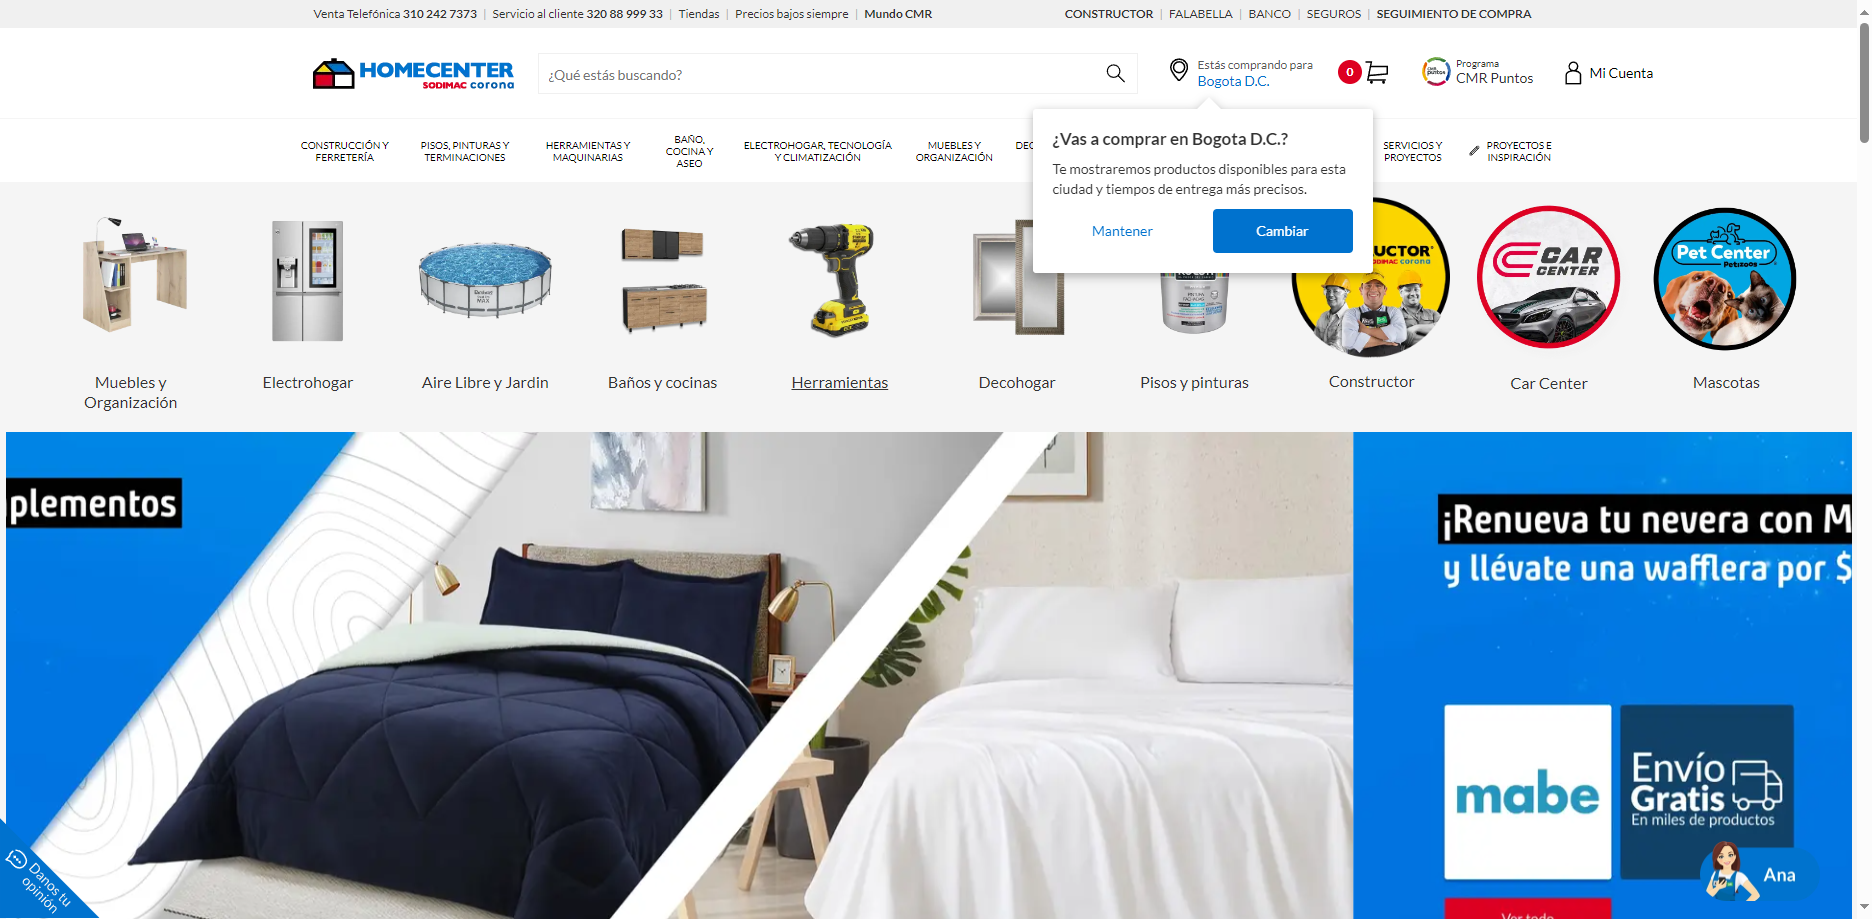 Venta Telefónica 310 242 7373 | Servicio al cliente 320 88 999 33 | Tiendas | Precios bajos siempre | Mundo CMR
CONSTRUCTOR | FALABELLA | BANCO | SEGUROS | SEGUIMIENTO DE COMPRA
HOMECENTER
SODIMAC corona
¿Qué estás buscando?
Estás comprando para
Bogota D.C.
0
CMR
puntos
Programa
CMR Puntos
Mi Cuenta
CONSTRUCCIÓN Y
FERRETERÍA
PISOS, PINTURAS Y
TERMINACIONES
HERRAMIENTAS Y
MAQUINARIAS
BAÑO,
COCINA Y
ASEO
ELECTROHOGAR, TECNOLOGÍA
Y CLIMATIZACIÓN
MUEBLES Y
ORGANIZACIÓN
SERVICIOS Y
PROYECTOS
PROYECTOS E
INSPIRACIÓN
¿Vas a comprar en Bogota D.C.?
Te mostraremos productos disponibles para esta
ciudad y tiempos de entrega más precisos.
Mantener
Cambiar
UCTOR
SODIMAC corona
CAR
CENTER
Pet Center
Petizoos
Muebles y
Organización
Electrohogar
Aire Libre y Jardin
Baños y cocinas
Herramientas
Decohogar
Pisos y pinturas
Constructor
Car Center
Mascotas
plementos
¡Renueva tu nevera con M
y llévate una wafflera por $
mabe
Envío
Gratis
En miles de productos
Ana
Danos tu
opinión
Ver todo